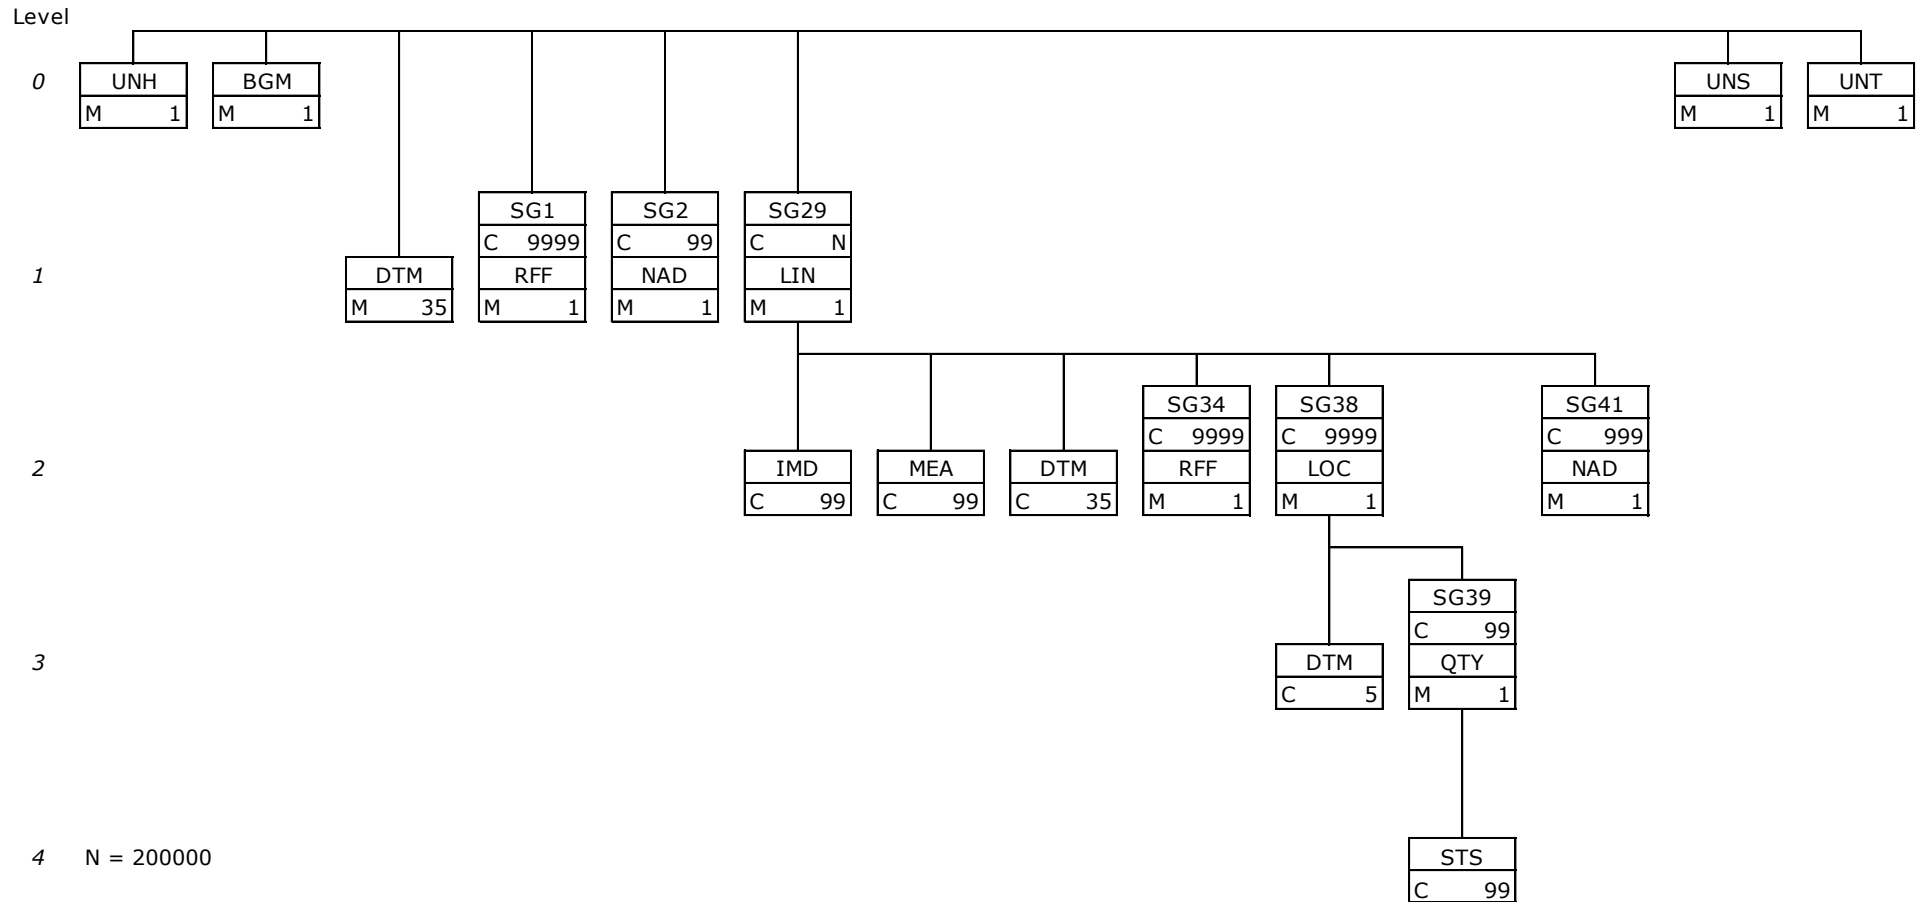 Level
0 UNH BGM UNS UNT
M 1 M 1 M 1 M 1
SG1 SG2 SG29
C 9999 C 99 C N
1 DTM RFF NAD LIN
M 35 M 1 M 1 M 1
SG34 SG38 SG41
C 9999 C 9999 C 999
2 IMD MEA DTM RFF LOC NAD
C 99 C 99 C 35 M 1 M 1 M 1
SG39
C 99
3 DTM QTY
C 5 M 1
4 N = 200000 STS
C 99